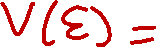 V(ε) =